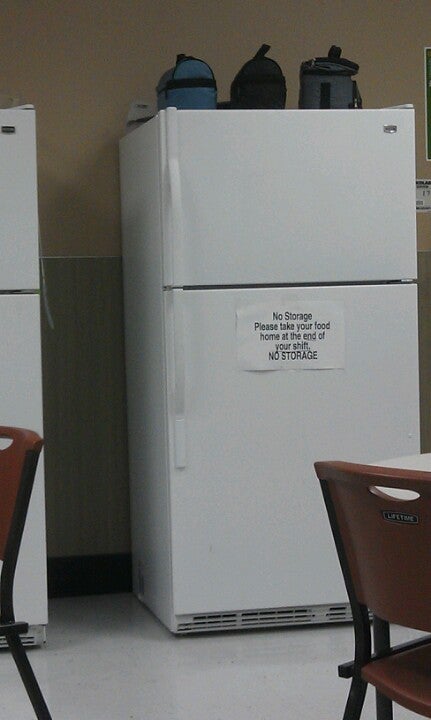 No Storage
Please take your food
home at the end of
your shift.
NO STORAGE
LIFETIME